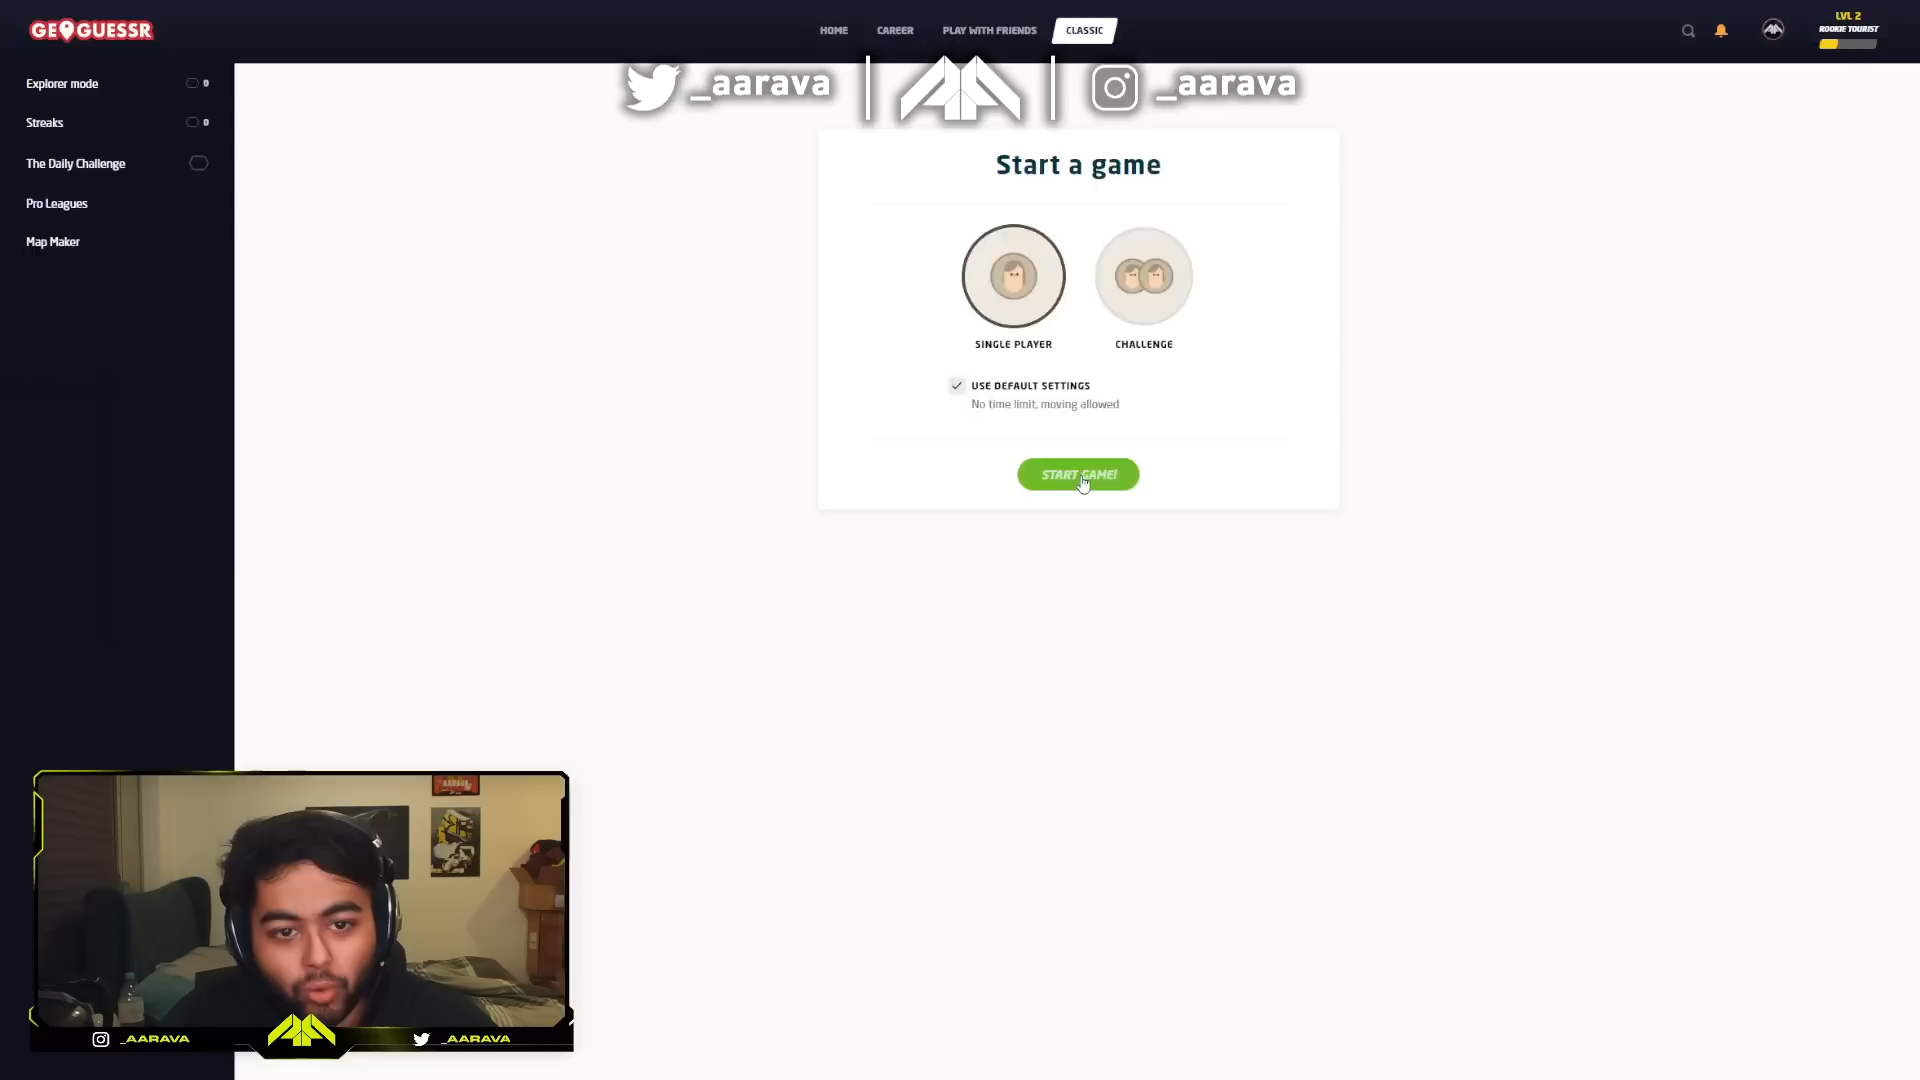 GEOGUESSR
HOME
CAREER
PLAY WITH FRIENDS
CLASSIC
LVL 2
ROOKIE TOURIST
Explorer mode
0
Streaks
0
The Daily Challenge
Pro Leagues
Map Maker
_aarava
_aarava
Start a game
SINGLE PLAYER
CHALLENGE
USE DEFAULT SETTINGS
No time limit, moving allowed
START GAME!
AARAVA
_AARAVA
_AARAVA